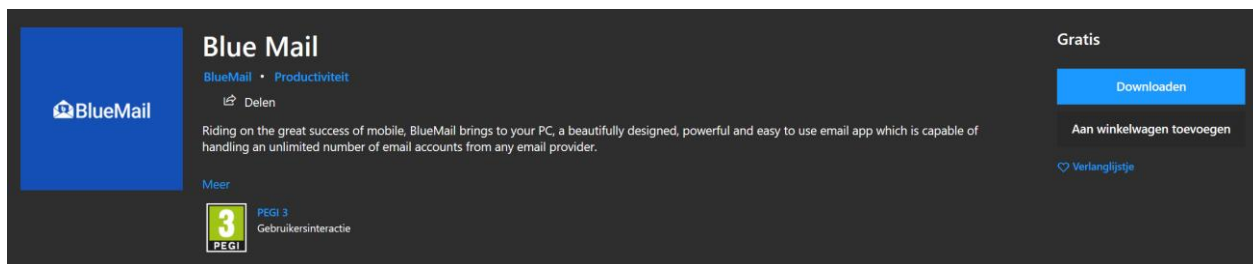 BlueMail
Blue Mail
BlueMail • Productiviteit
Delen
Riding on the great success of mobile, BlueMail brings to your PC, a beautifully designed, powerful and easy to use email app which is capable of
handling an unlimited number of email accounts from any email provider.
Meer
3
PEGI
PEGI 3
Gebruikersinteractie
Gratis
Downloaden
Aan winkelwagen toevoegen
Verlanglijstje